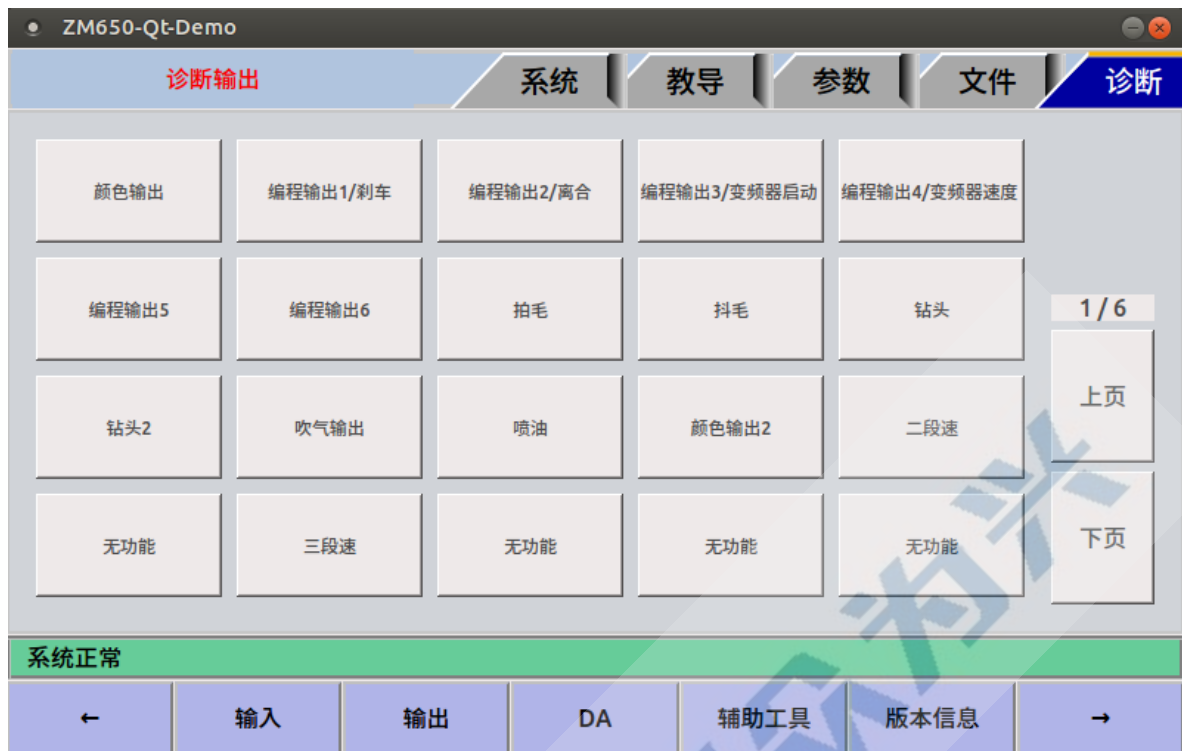 ZM650-Qt-Demo
诊断输出 系统 教导 参数 文件 诊断
颜色输出 编程输出1/刹车 编程输出2/离合 编程输出3/变频器启动 编程输出4/变频器速度
编程输出5 编程输出6 拍毛 抖毛 钻头
1 / 6
上页
钻头2 吹气输出 喷油 颜色输出2 二段速
无功能 三段速 无功能 无功能 无功能
下页
系统正常
← 输入 输出 DA 辅助工具 版本信息 →
为兴